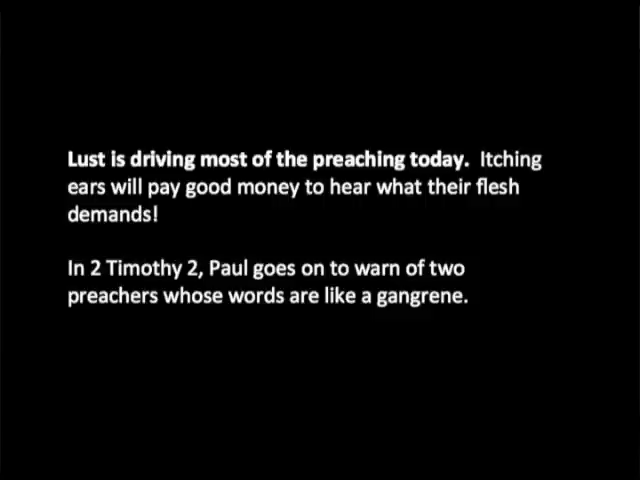 Lust is driving most of the preaching today.  Itching
ears will pay good money to hear what their flesh
demands!
In 2 Timothy 2, Paul goes on to warn of two
preachers whose words are like a gangrene.